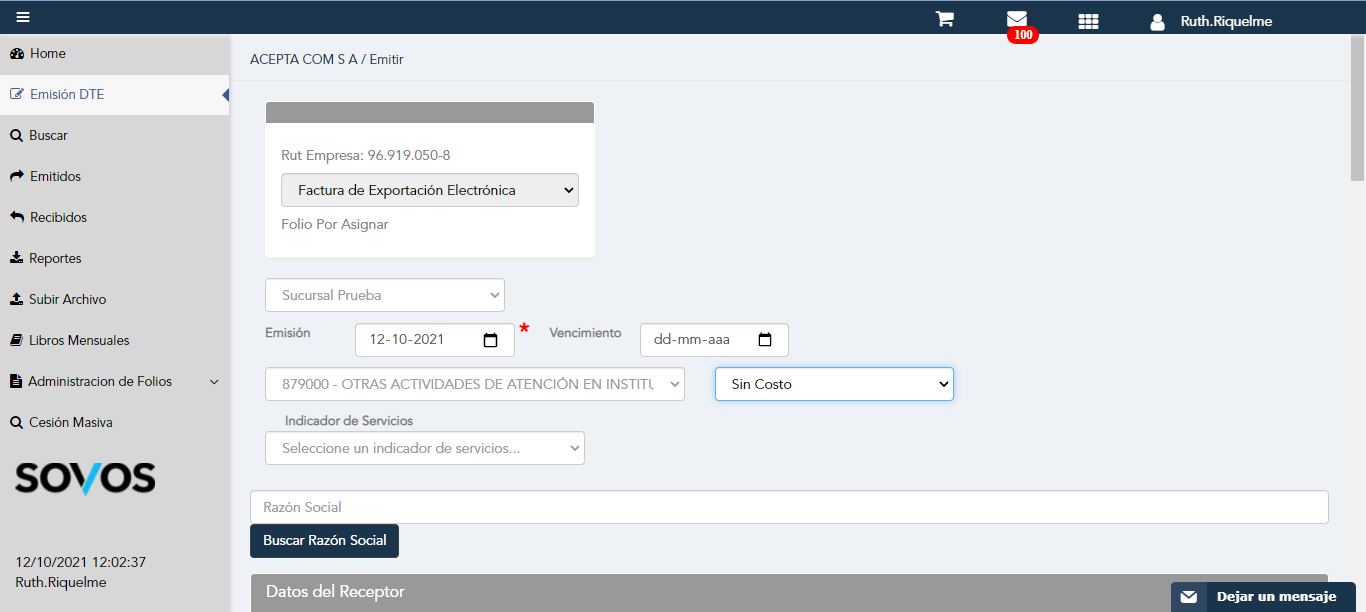 Ruth.Riquelme
100
Home
Emisión DTE
Buscar
Emitidos
Recibidos
Reportes
Subir Archivo
Libros Mensuales
Administracion de Folios
Cesión Masiva
SOVOS
12/10/2021 12:02:37
Ruth.Riquelme
ACEPTA COM S A / Emitir
Rut Empresa: 96.919.050-8
Factura de Exportación Electrónica
Folio Por Asignar
Sucursal Prueba
Emisión 12-10-2021 * Vencimiento dd-mm-aaa
879000 - OTRAS ACTIVIDADES DE ATENCIÓN EN INSTITU Sin Costo
Indicador de Servicios
Seleccione un indicador de servicios...
Razón Social
Buscar Razón Social
Datos del Receptor
Dejar un mensaje